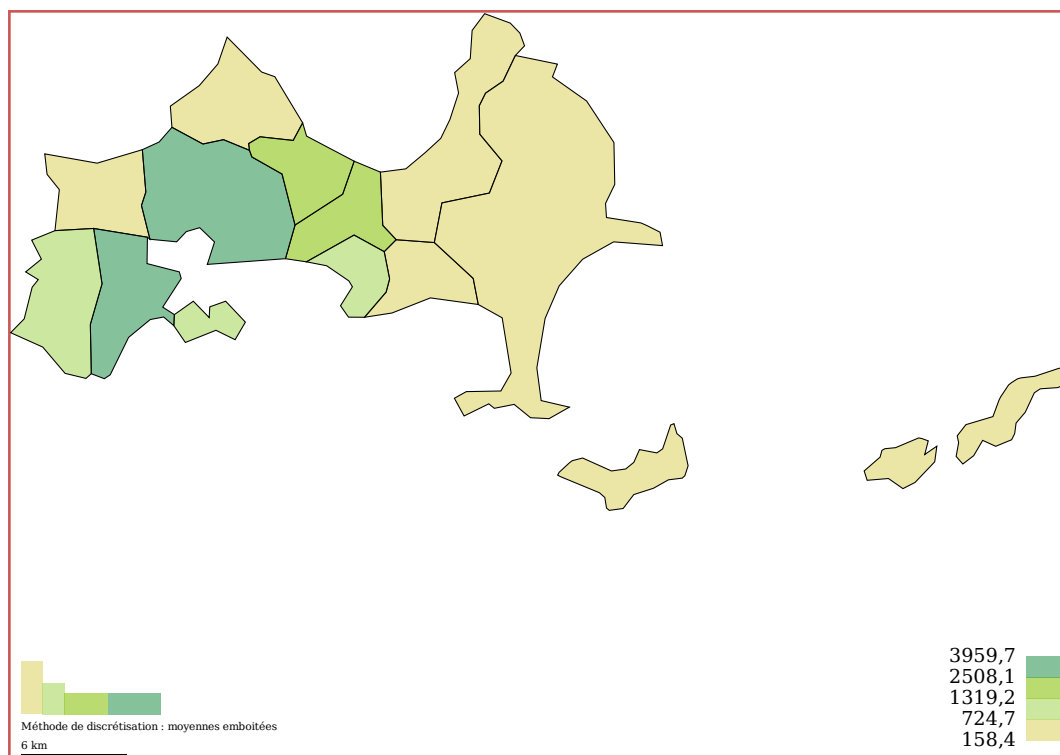 3959,7
2508,1
1319,2
724,7
158,4
Méthode de discrétisation : moyennes emboitées
6 km